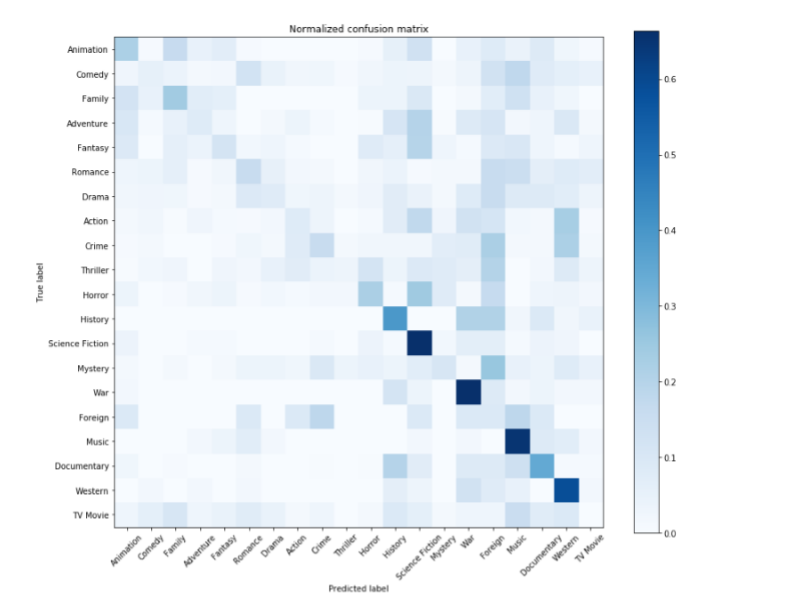 Normalized confusion matrix
Animation
Comedy
Family
Adventure
Fantasy
Romance
Drama
Action
Crime
Thriller
Horror
History
Science Fiction
Mystery
War
Foreign
Music
Documentary
Western
TV Movie
True label
Animation
Comedy
Family
Adventure
Fantasy
Romance
Drama
Action
Crime
Thriller
Horror
History
Science Fiction
Mystery
War
Foreign
Music
Documentary
Western
TV Movie
Predicted label
0.6
0.5
0.4
0.3
0.2
0.1
0.0